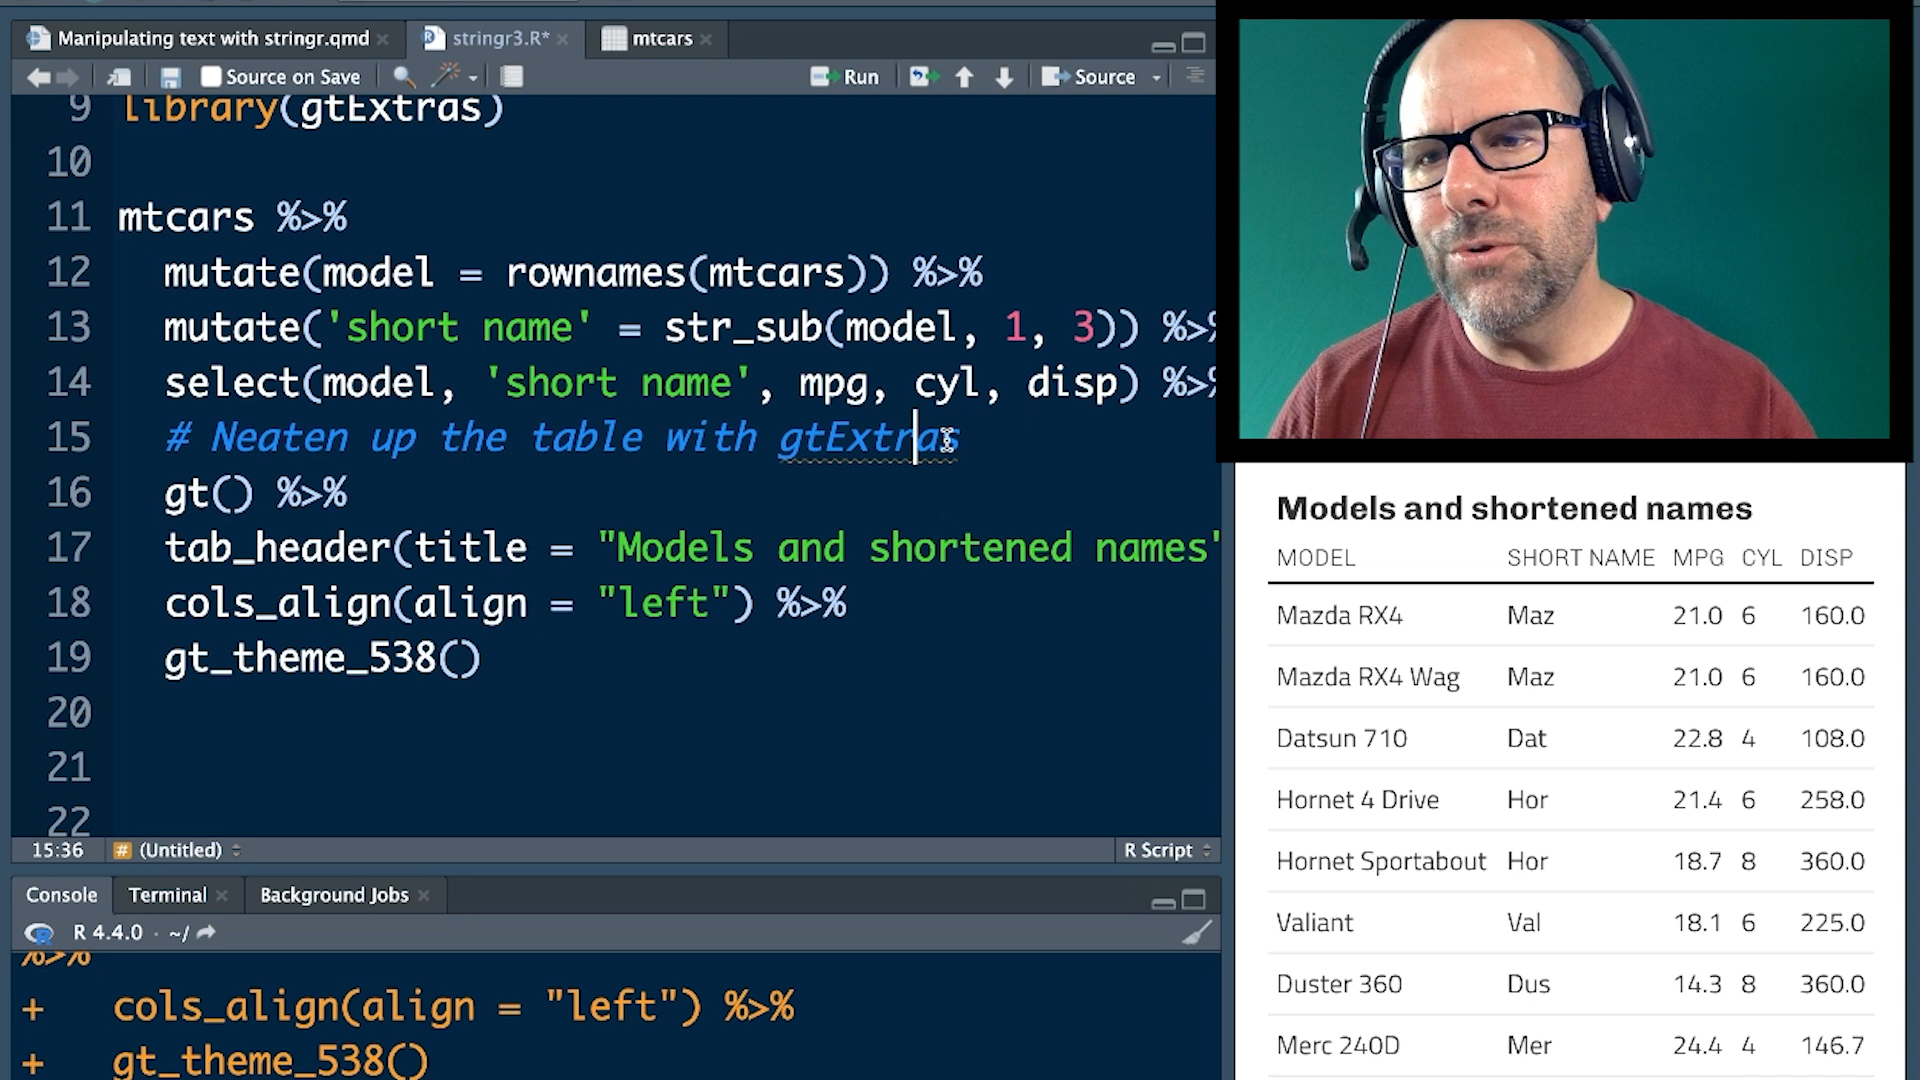 Manipulating text with stringr.qmd
stringr3.R*
mtcars
Source on Save
Run
Source
9 library(gtExtras)
10
11 mtcars %>%
12 mutate(model = rownames(mtcars)) %>%
13 mutate('short name' = str_sub(model, 1, 3)) %>%
14 select(model, 'short name', mpg, cyl, disp) %>%
15 # Neaten up the table with gtExtras
16 gt() %>%
17 tab_header(title = "Models and shortened names"
18 cols_align(align = "left") %>%
19 gt_theme_538()
20
21
22
15:36
# (Untitled)
R Script
Console
Terminal
Background Jobs
R 4.4.0 · ~/
%>%
+ cols_align(align = "left") %>%
+ gt_theme_538()
Models and shortened names
MODEL SHORT NAME MPG CYL DISP
Mazda RX4 Maz 21.0 6 160.0
Mazda RX4 Wag Maz 21.0 6 160.0
Datsun 710 Dat 22.8 4 108.0
Hornet 4 Drive Hor 21.4 6 258.0
Hornet Sportabout Hor 18.7 8 360.0
Valiant Val 18.1 6 225.0
Duster 360 Dus 14.3 8 360.0
Merc 240D Mer 24.4 4 146.7